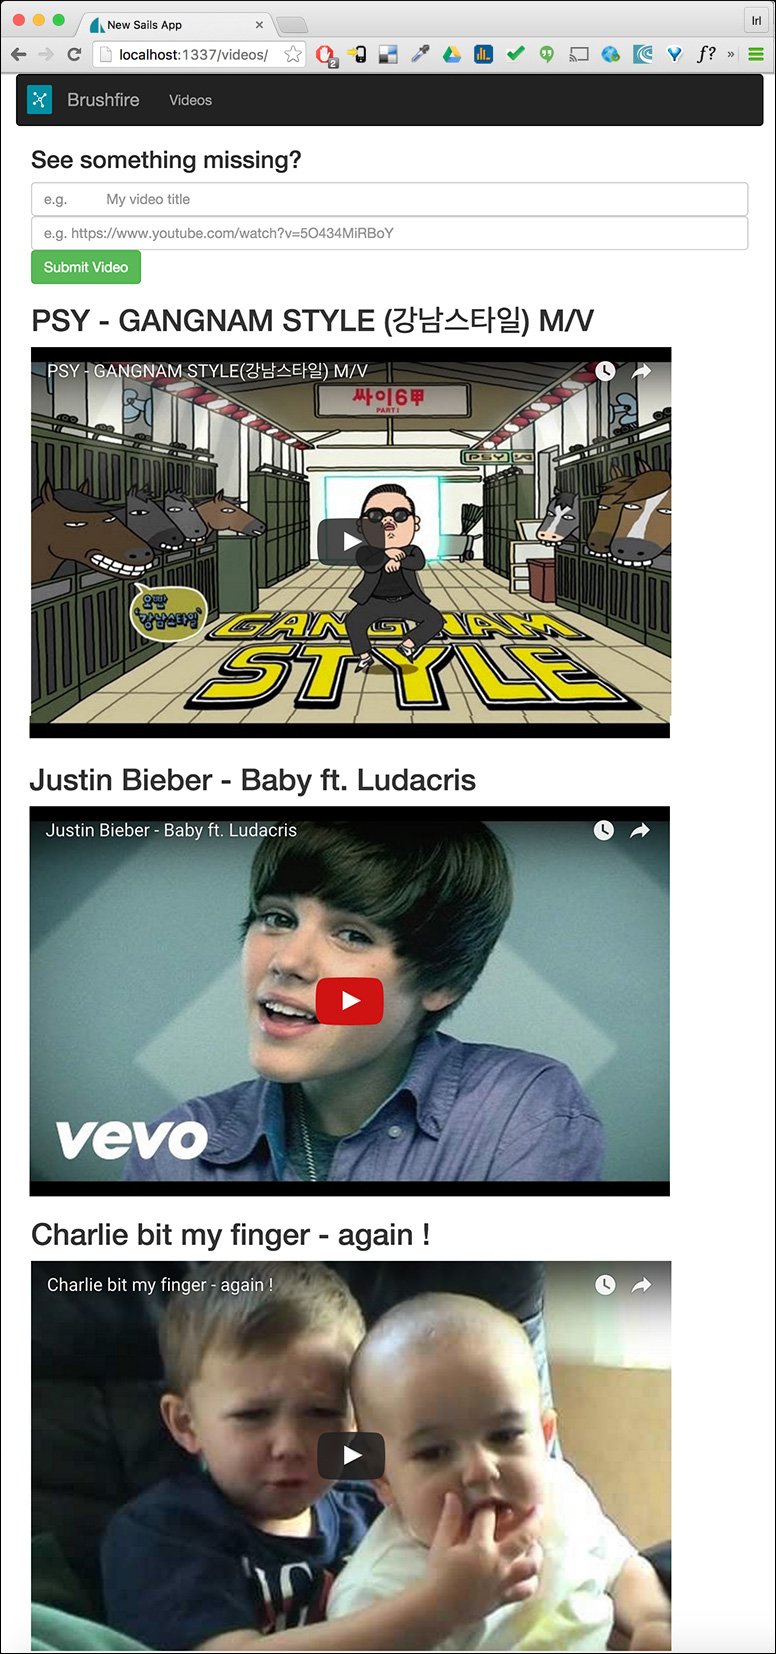 New Sails App
Irl
localhost:1337/videos/
2
f?
»
Brushfire Videos
See something missing?
e.g. My video title
e.g. https://www.youtube.com/watch?v=5O434MiRBoY
Submit Video
PSY - GANGNAM STYLE (강남스타일) M/V
PSY - GANGNAM STYLE(강남스타일) M/V
싸이6甲
PART1
PSY 싸
오빤
'강남스타일'
GANGNAM
STYLE
Justin Bieber - Baby ft. Ludacris
Justin Bieber - Baby ft. Ludacris
vevo
Charlie bit my finger - again !
Charlie bit my finger - again !